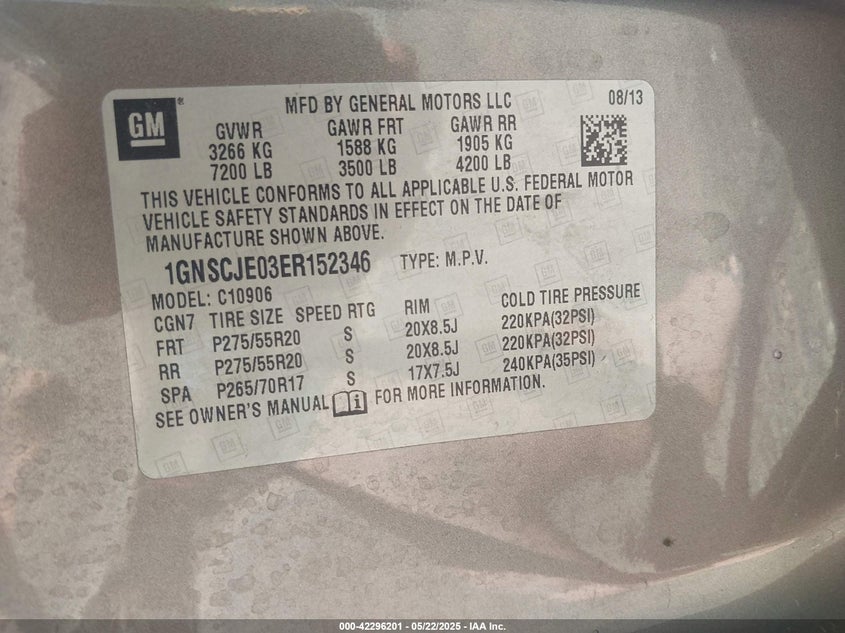 GM ®
MFD BY GENERAL MOTORS LLC 08/13
GVWR GAWR FRT GAWR RR
3266 KG 1588 KG 1905 KG
7200 LB 3500 LB 4200 LB
THIS VEHICLE CONFORMS TO ALL APPLICABLE U.S. FEDERAL MOTOR
VEHICLE SAFETY STANDARDS IN EFFECT ON THE DATE OF
MANUFACTURE SHOWN ABOVE.
1GNSCJE03ER152346 TYPE: M.P.V.
MODEL: C10906
CGN7 TIRE SIZE SPEED RTG RIM COLD TIRE PRESSURE
FRT P275/55R20 S 20X8.5J 220KPA(32PSI)
RR P275/55R20 S 20X8.5J 220KPA(32PSI)
SPA P265/70R17 S 17X7.5J 240KPA(35PSI)
SEE OWNER'S MANUAL i FOR MORE INFORMATION.
000-42296201 - 05/22/2025 - IAA Inc.